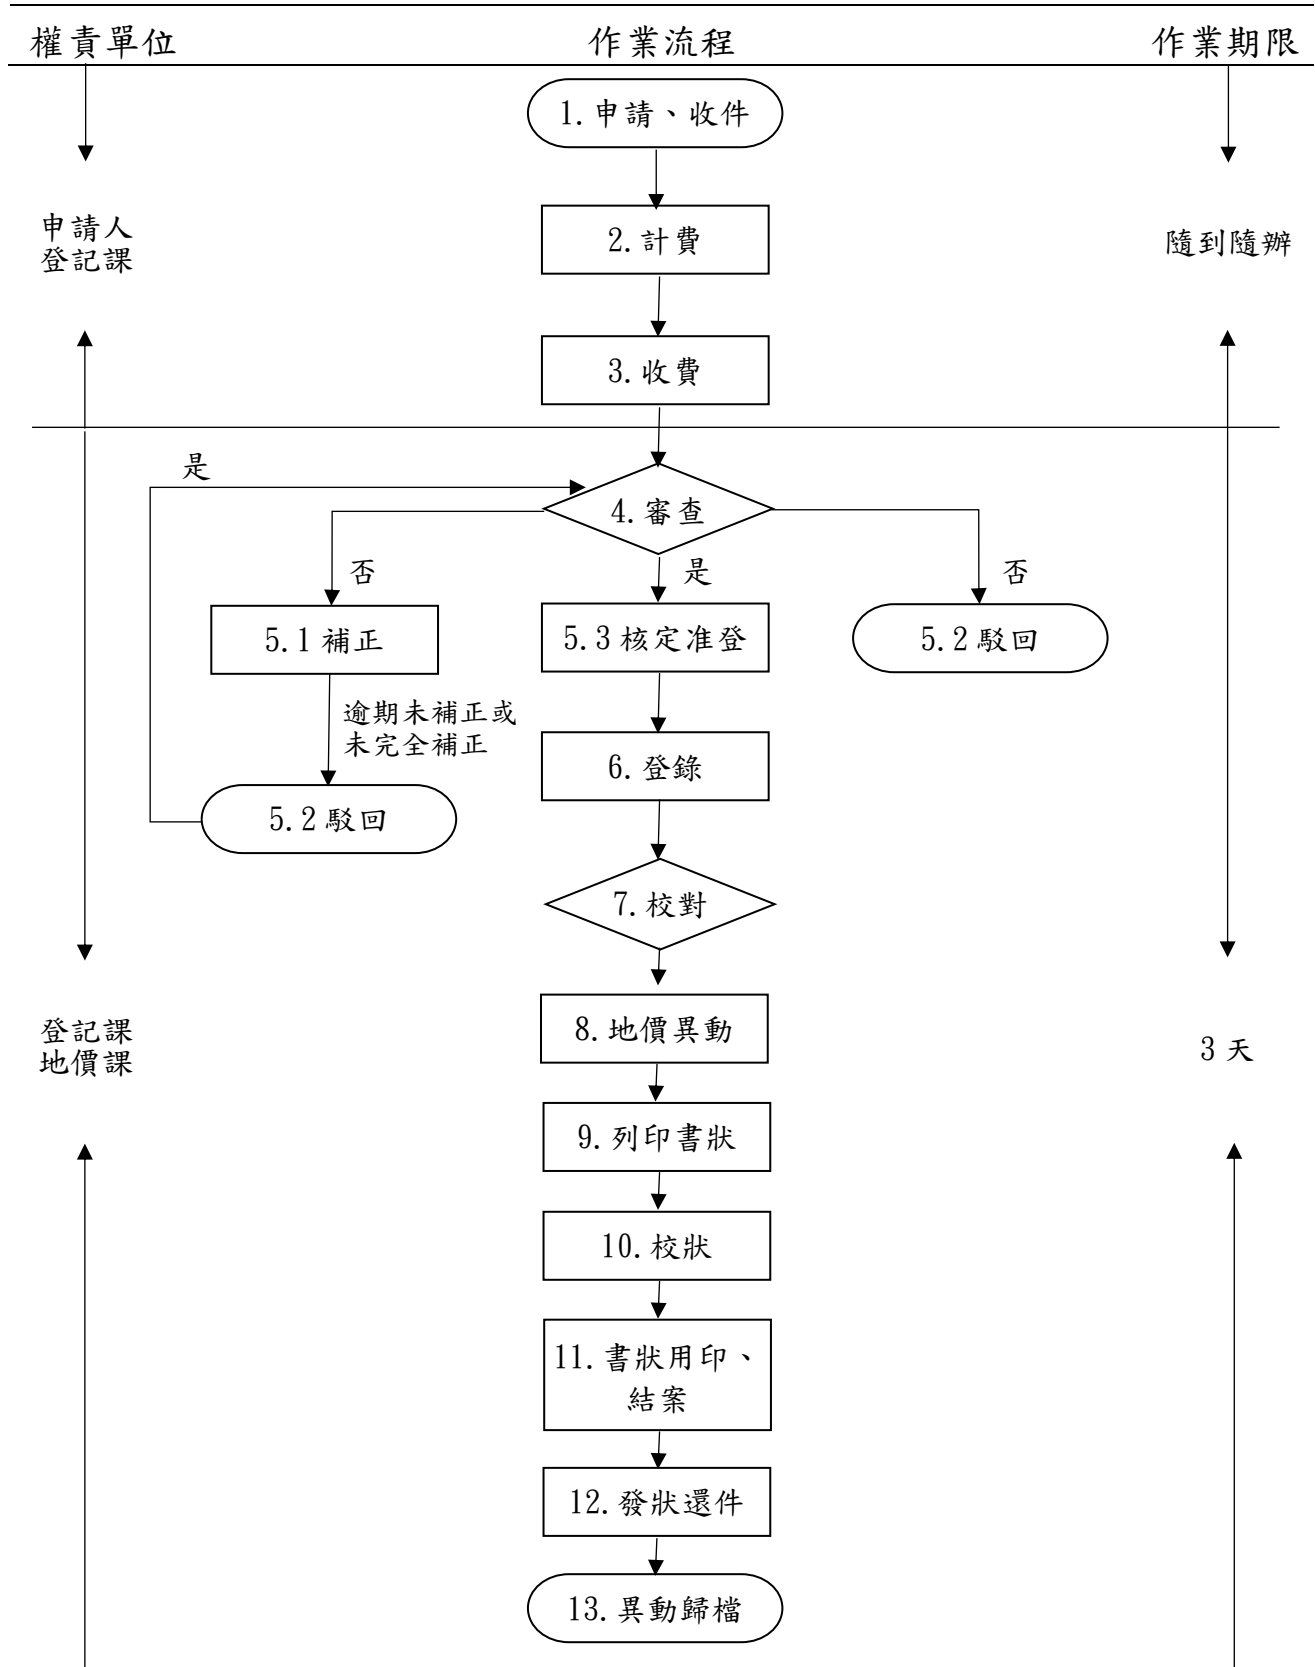 權責單位
作業流程
作業期限
1.申請、收件
申請人
登記課
2.計費
隨到隨辦
3.收費
是
4.審查
否
是
否
5.1補正
5.3核定准登
5.2駁回
逾期未補正或
未完全補正
6.登錄
5.2駁回
7.校對
登記課
地價課
8.地價異動
3天
9.列印書狀
10.校狀
11.書狀用印、
結案
12.發狀還件
13.異動歸檔